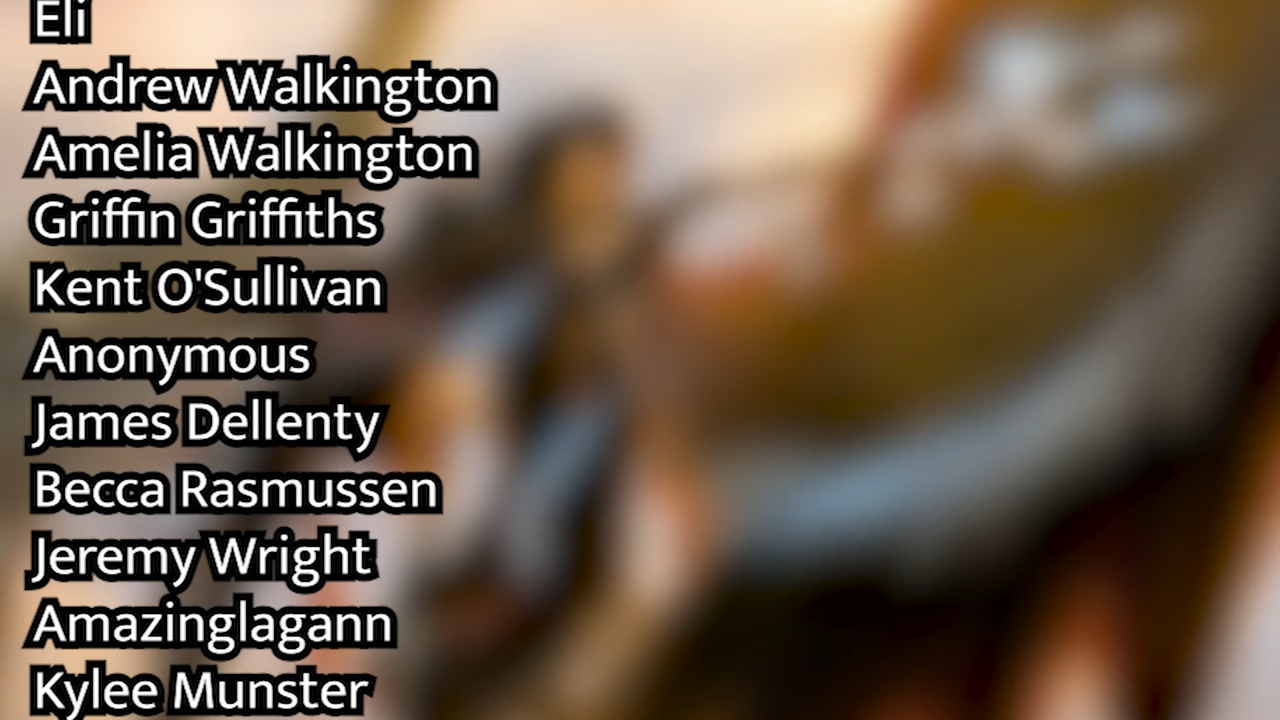 Eli
Andrew Walkington
Amelia Walkington
Griffin Griffiths
Kent O'Sullivan
Anonymous
James Dellenty
Becca Rasmussen
Jeremy Wright
Amazinglagann
Kylee Munster